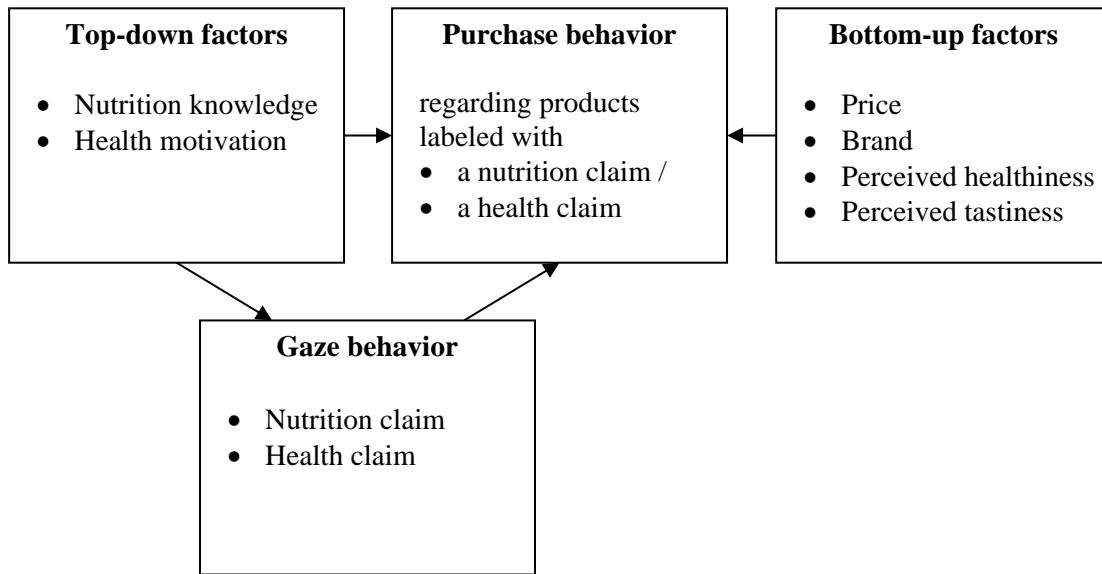 Top-down factors
• Nutrition knowledge
• Health motivation
Purchase behavior
regarding products
labeled with
• a nutrition claim /
• a health claim
Bottom-up factors
• Price
• Brand
• Perceived healthiness
• Perceived tastiness
Gaze behavior
• Nutrition claim
• Health claim